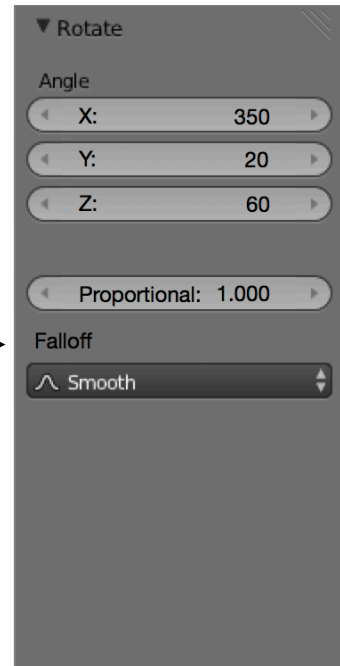 Rotate
Angle
X: 350
Y: 20
Z: 60
Proportional: 1.000
Falloff
Smooth